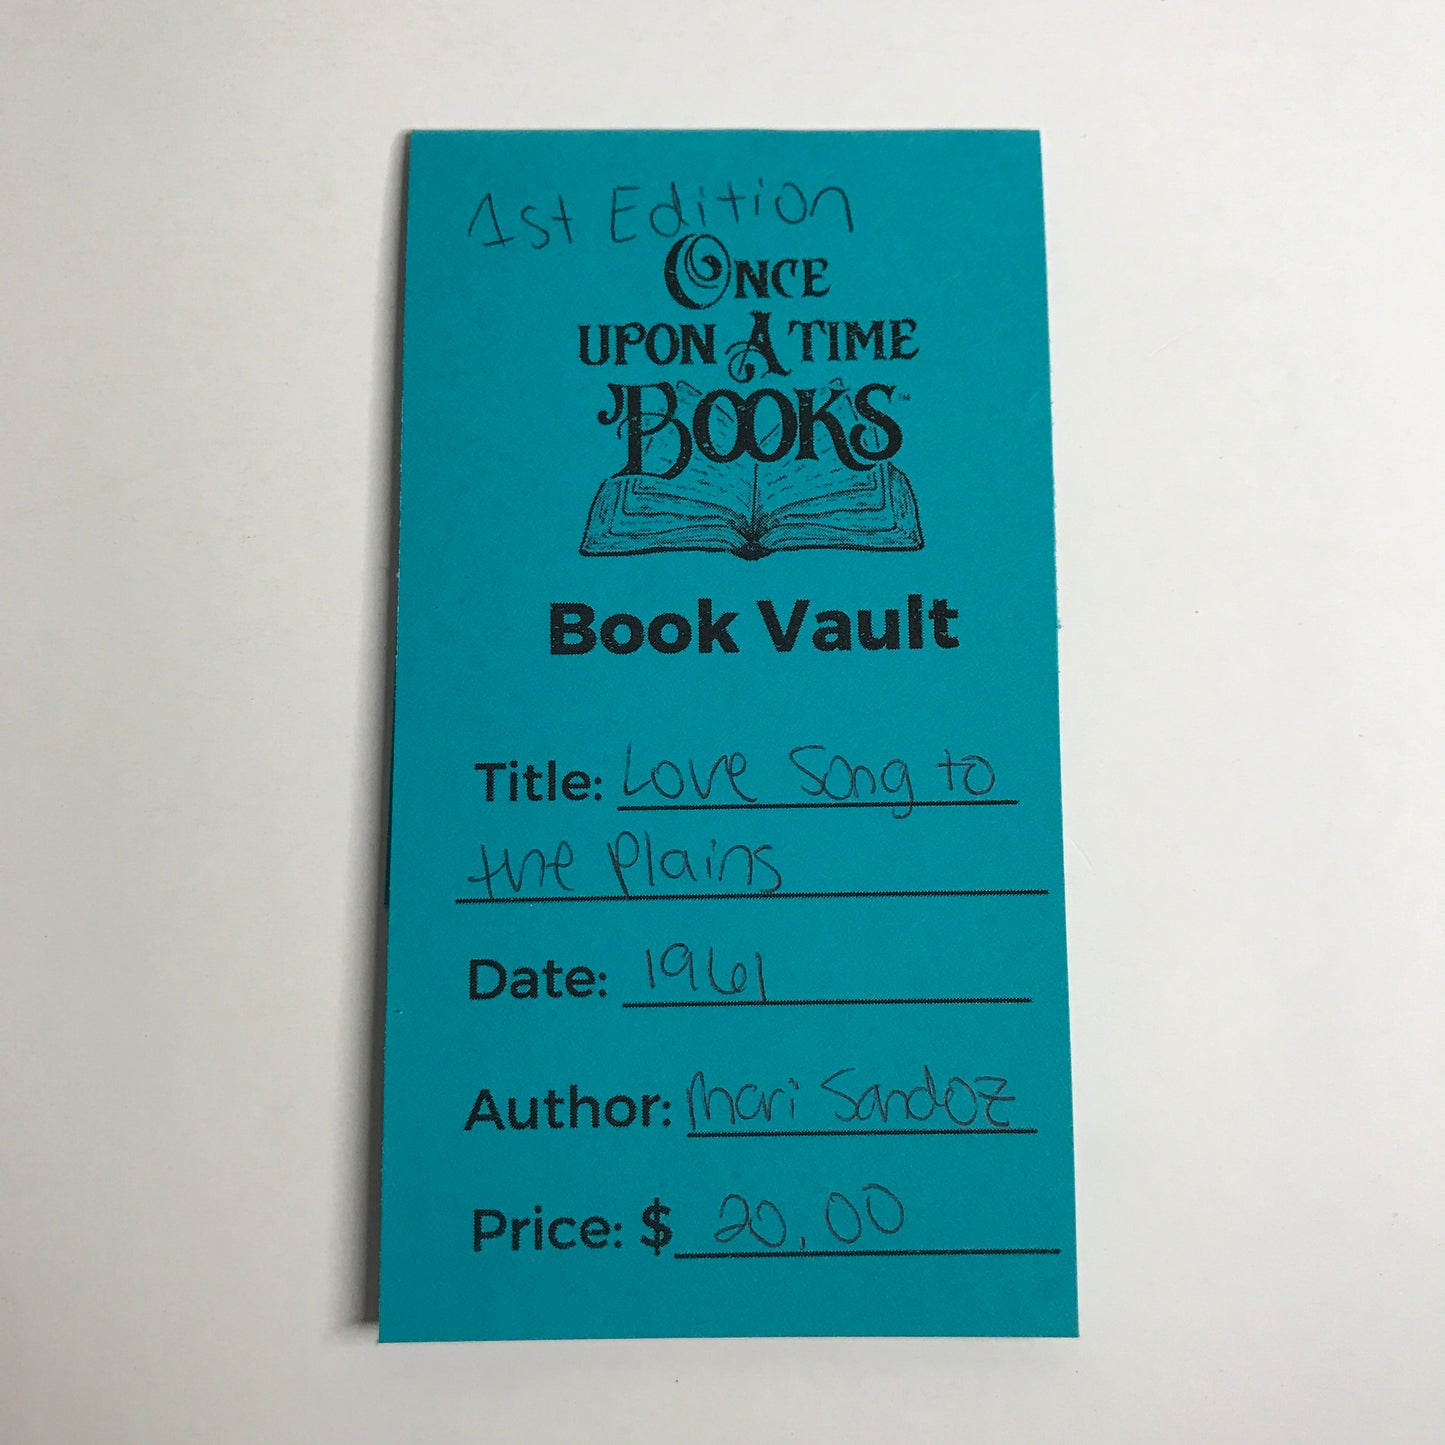 1st Edition
ONCE
UPON A TIME
BOOKS™
Book Vault
Title: Love Song to
the Plains
Date: 1961
Author: Mari Sandoz
Price: $ 20.00